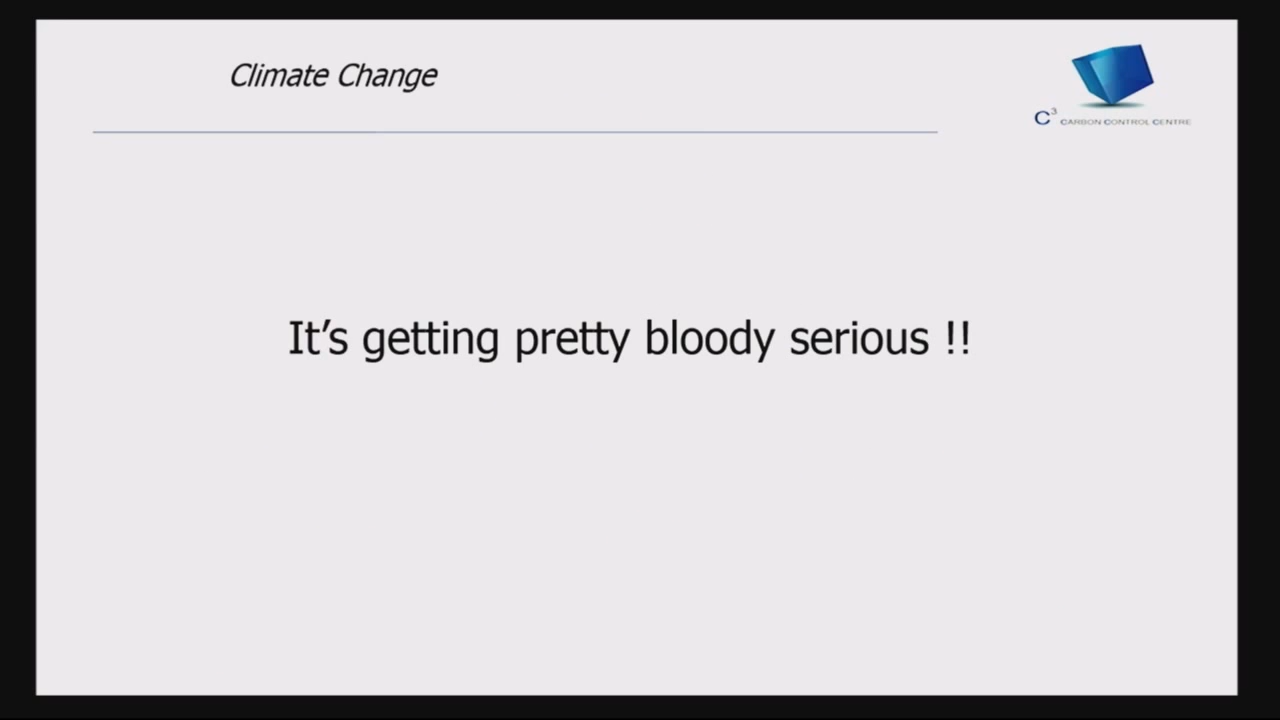 Climate Change
C³ CARBON CONTROL CENTRE
It's getting pretty bloody serious !!